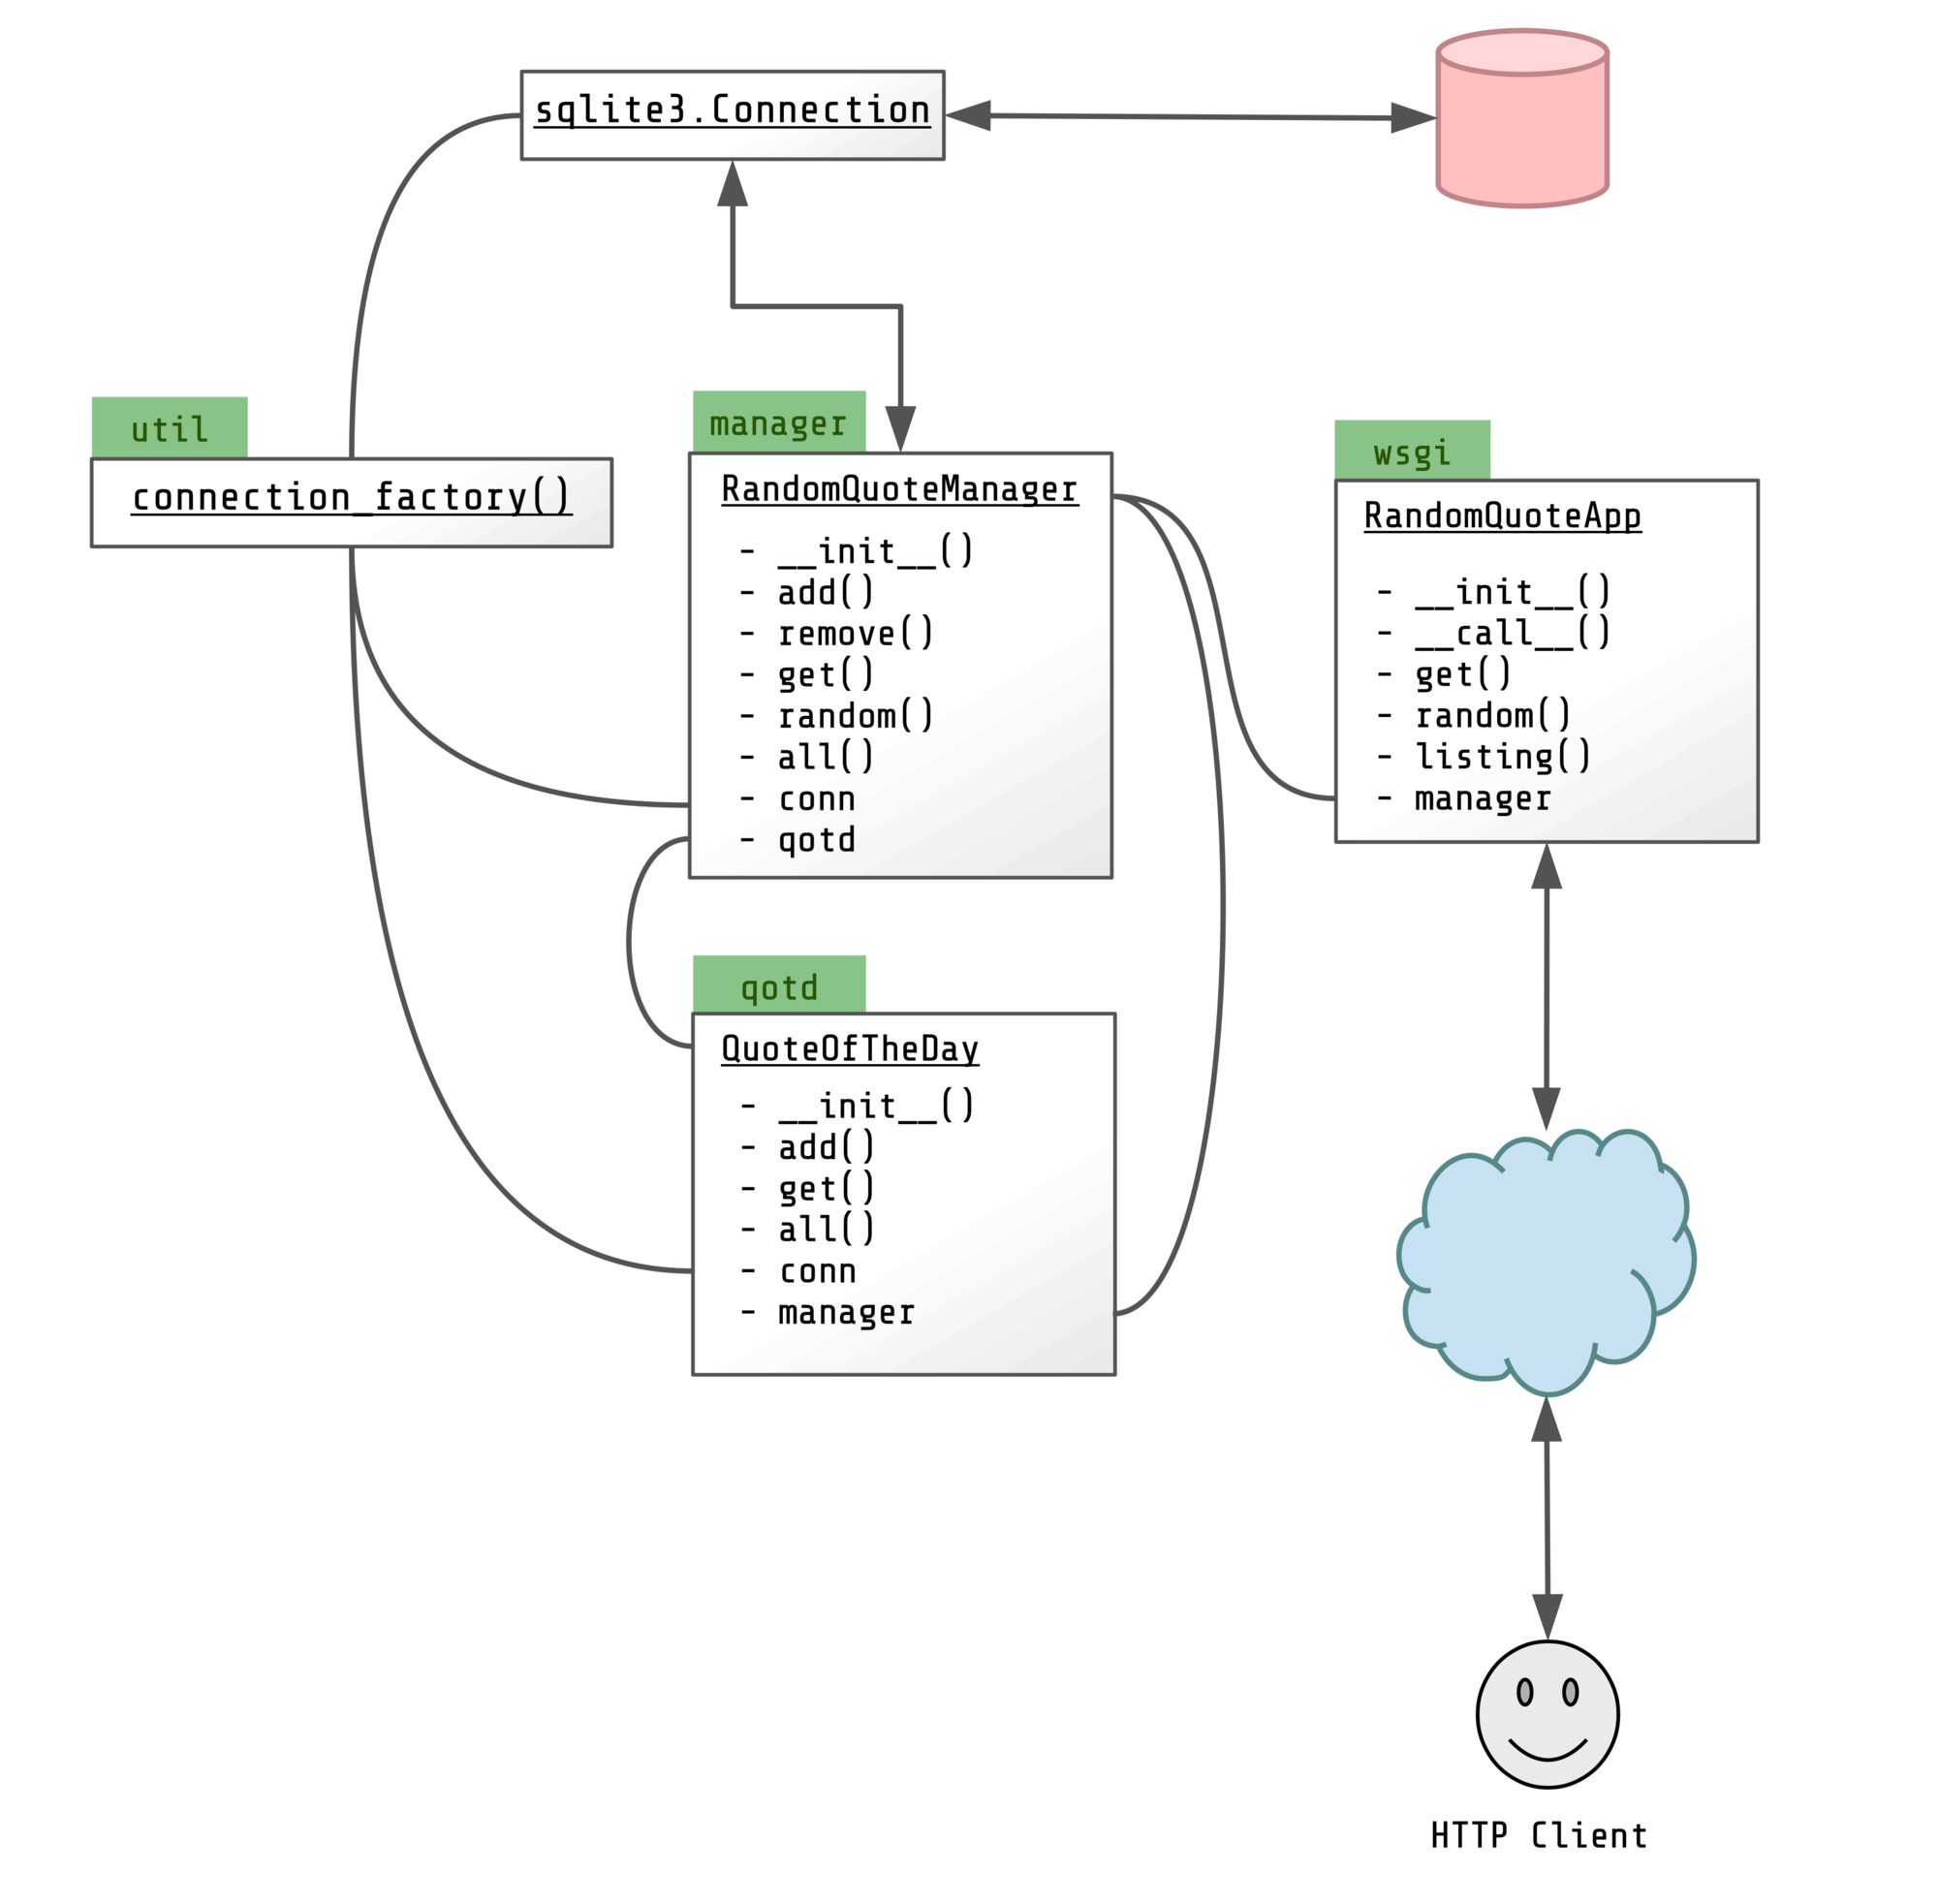 sqlite3.Connection
util
connection_factory()
manager
RandomQuoteManager
- __init__()
- add()
- remove()
- get()
- random()
- all()
- conn
- qotd
wsgi
RandomQuoteApp
- __init__()
- __call__()
- get()
- random()
- listing()
- manager
qotd
QuoteOfTheDay
- __init__()
- add()
- get()
- all()
- conn
- manager
HTTP Client